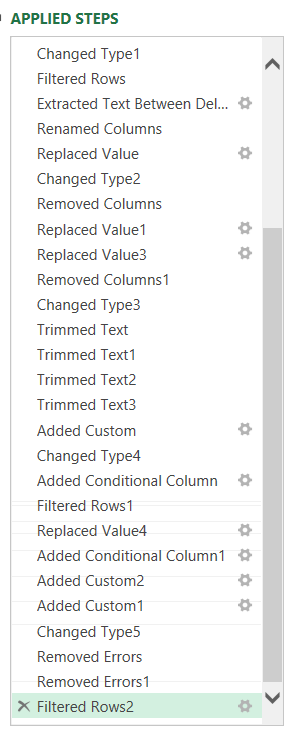 APPLIED STEPS
Changed Type1
Filtered Rows
Extracted Text Between Del...
Renamed Columns
Replaced Value
Changed Type2
Removed Columns
Replaced Value1
Replaced Value3
Removed Columns1
Changed Type3
Trimmed Text
Trimmed Text1
Trimmed Text2
Trimmed Text3
Added Custom
Changed Type4
Added Conditional Column
Filtered Rows1
Replaced Value4
Added Conditional Column1
Added Custom2
Added Custom1
Changed Type5
Removed Errors
Removed Errors1
Filtered Rows2